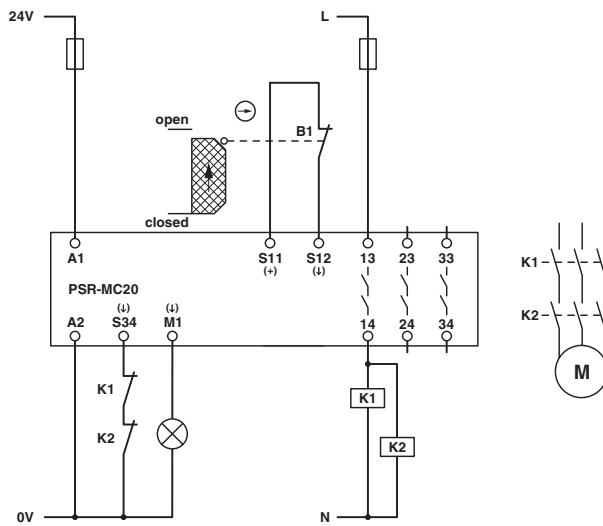 24V
L
open
B1
closed
A1
S11
S12
13
23
33
(+)
(↓)
K1
PSR-MC20
(↓)
(↓)
A2
S34
M1
14
24
34
K2
M
K1
K1
K2
K2
0V
N